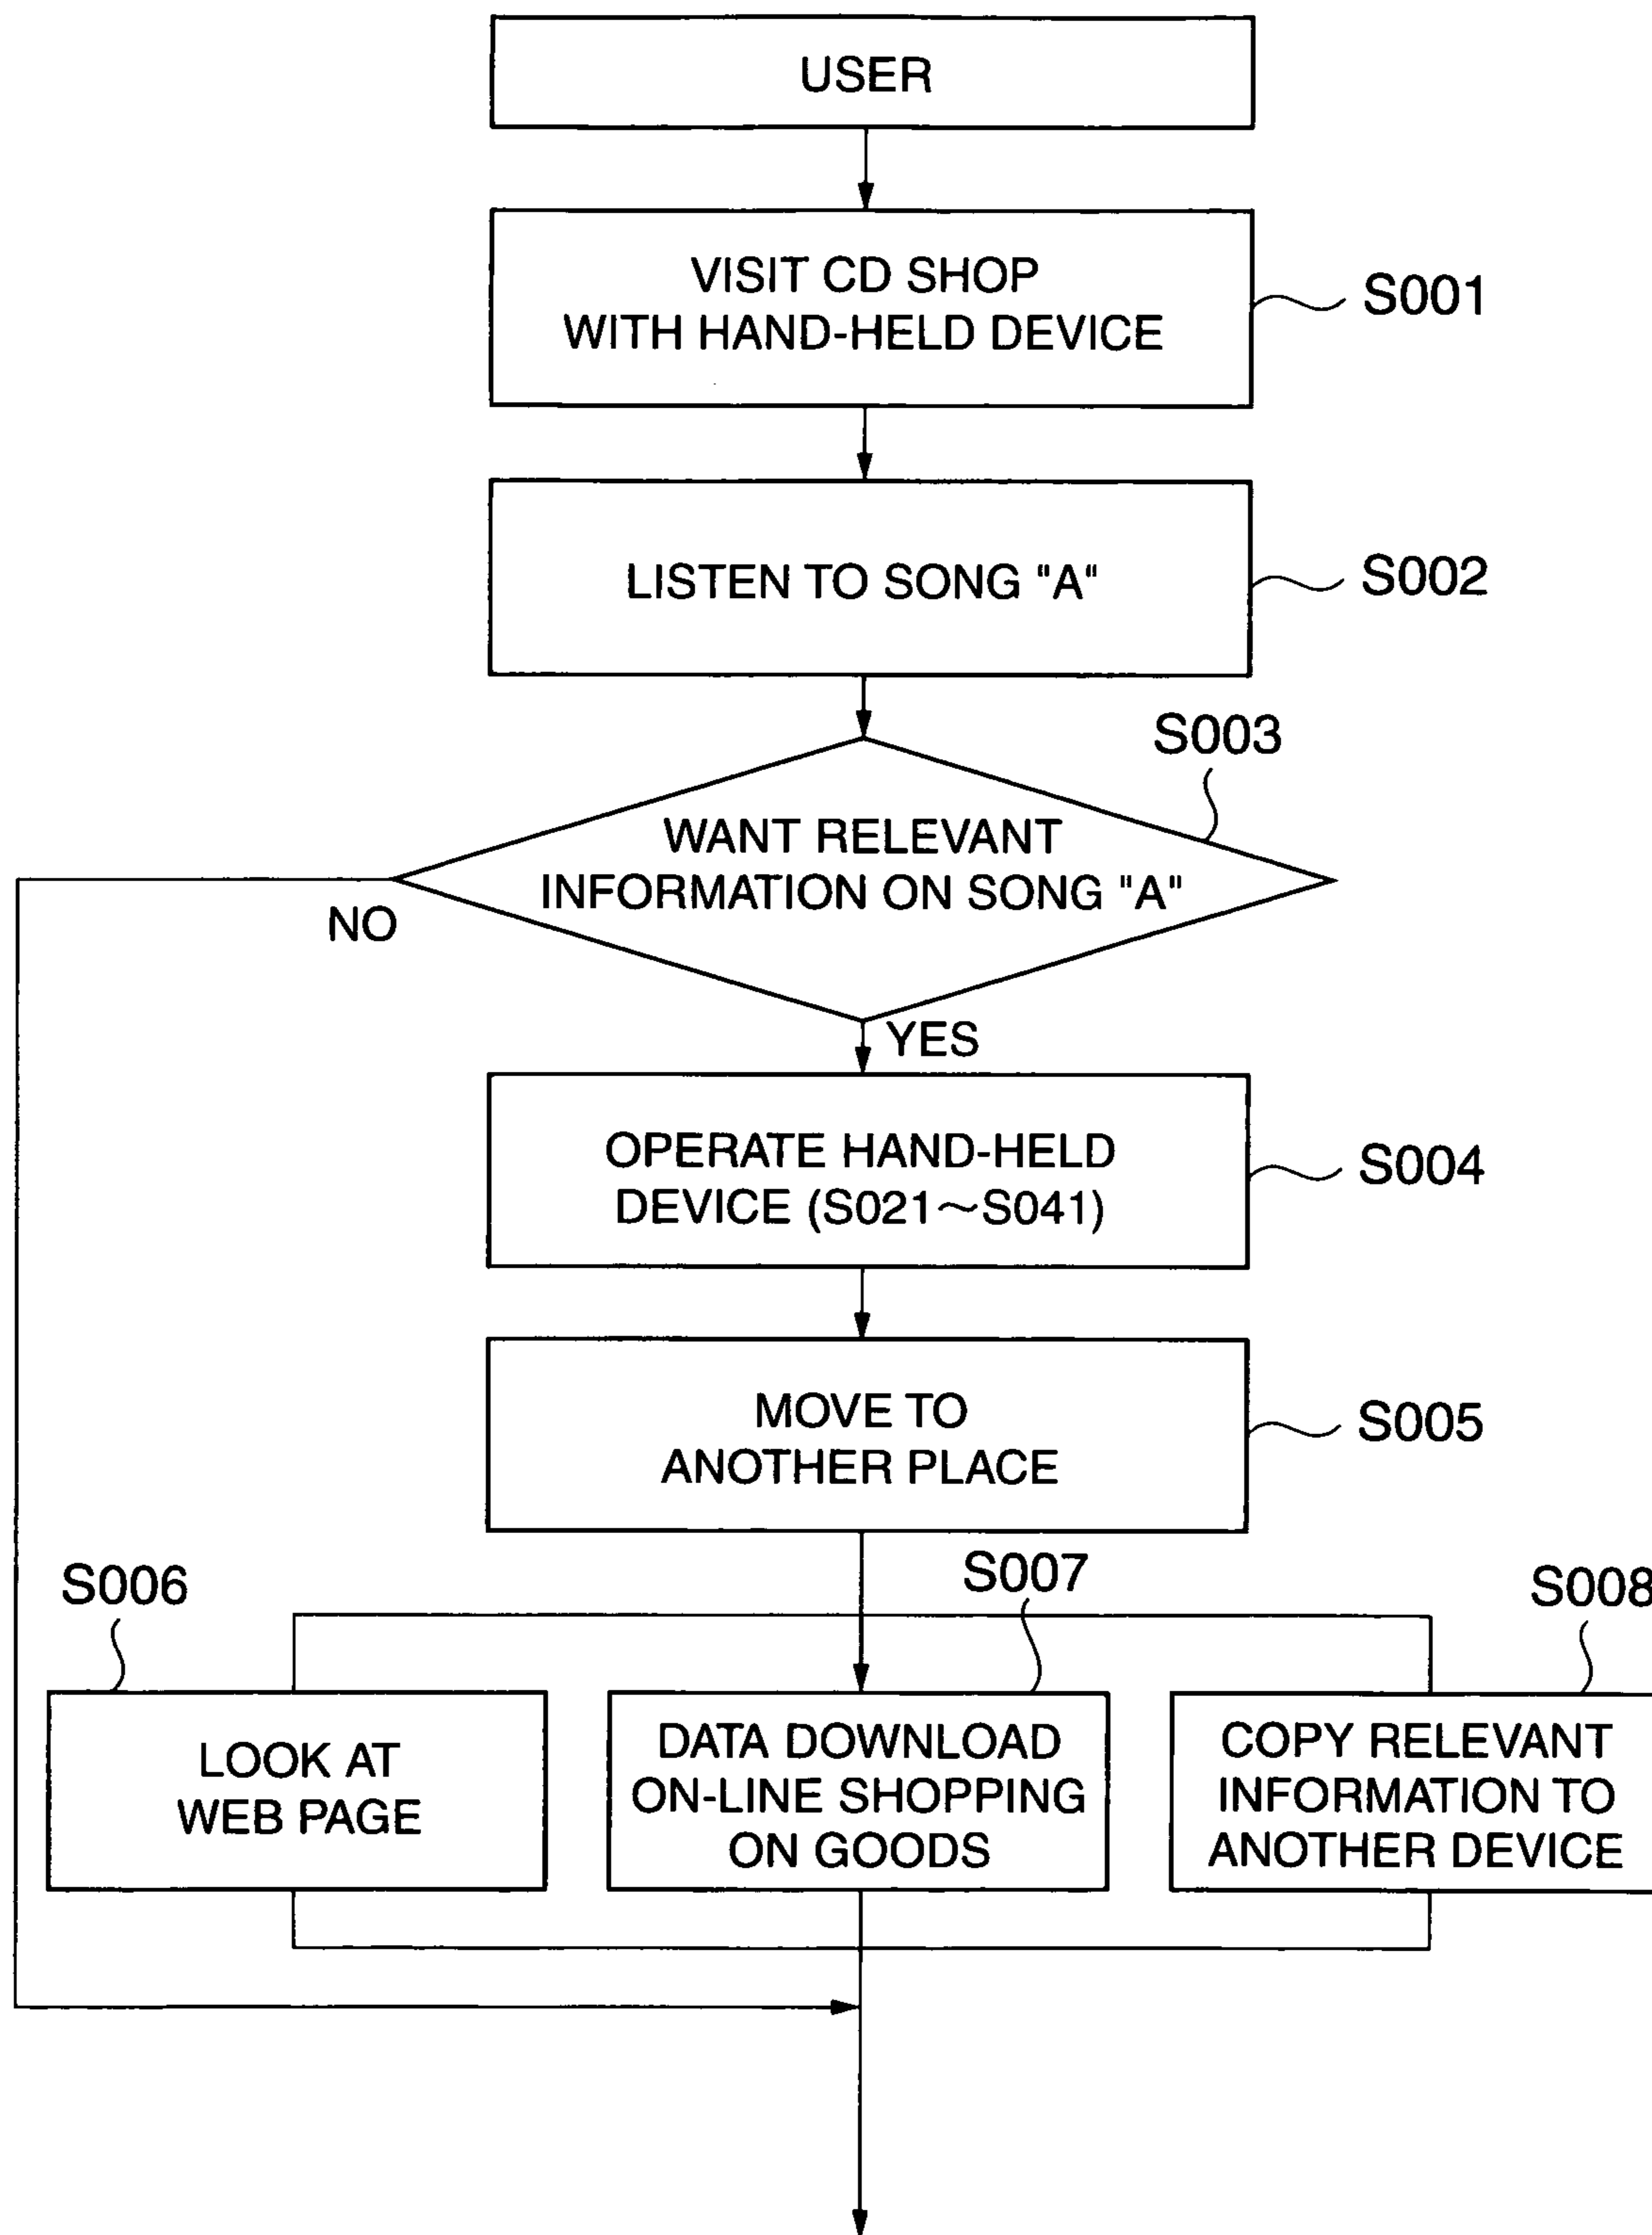 USER
VISIT CD SHOP
WITH HAND-HELD DEVICE
S001
LISTEN TO SONG "A"
S002
S003
WANT RELEVANT
INFORMATION ON SONG "A"
NO
YES
OPERATE HAND-HELD
DEVICE (S021～S041)
S004
MOVE TO
ANOTHER PLACE
S005
S006
S007
S008
LOOK AT
WEB PAGE
DATA DOWNLOAD
ON-LINE SHOPPING
ON GOODS
COPY RELEVANT
INFORMATION TO
ANOTHER DEVICE